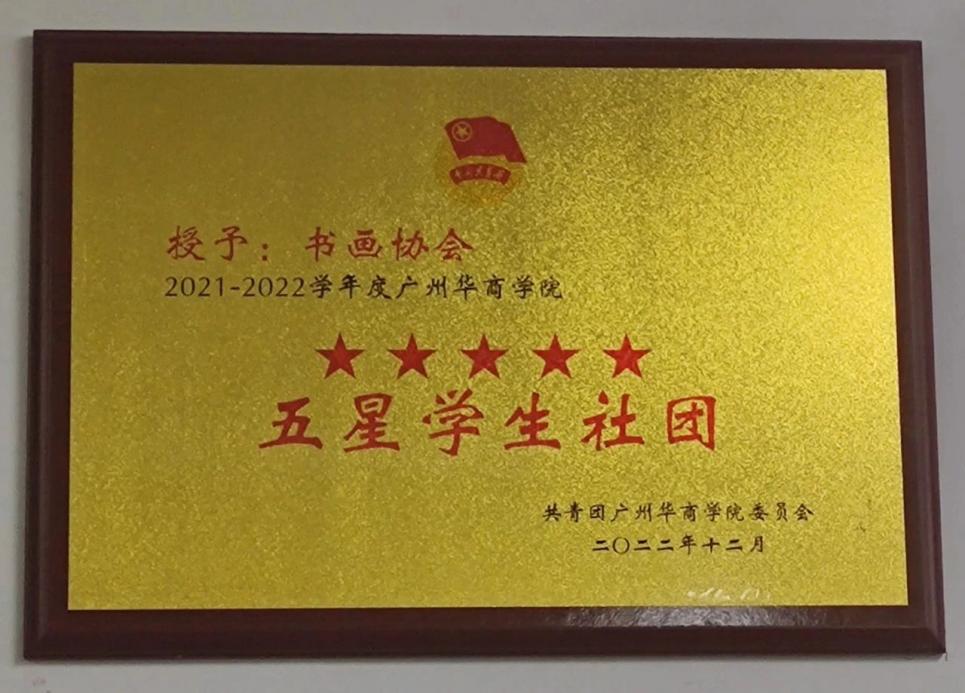 授予：书画协会
2021-2022学年度广州华商学院
五星学生社团
共青团广州华商学院委员会
二〇二二年十二月